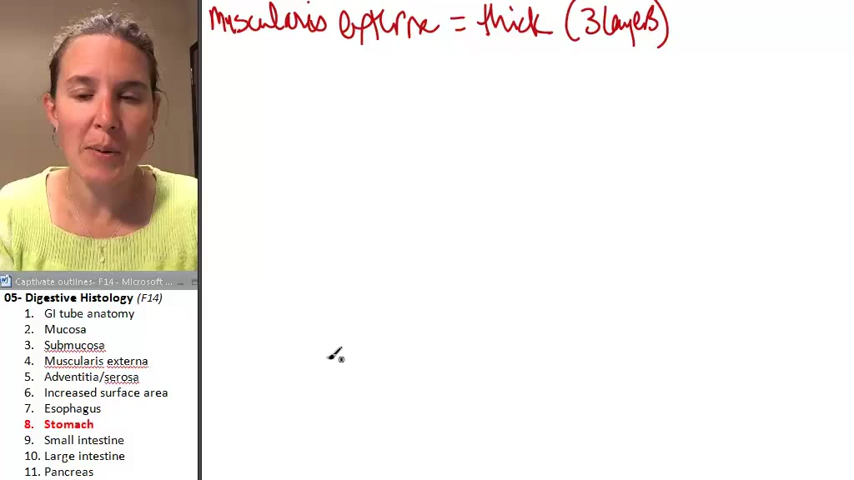 Muscularis externa = thick (3 layers)
Captivate outlines- F14 - Microsoft ...
05- Digestive Histology (F14)
1. GI tube anatomy
2. Mucosa
3. Submucosa
4. Muscularis externa
5. Adventitia/serosa
6. Increased surface area
7. Esophagus
8. Stomach
9. Small intestine
10. Large intestine
11. Pancreas